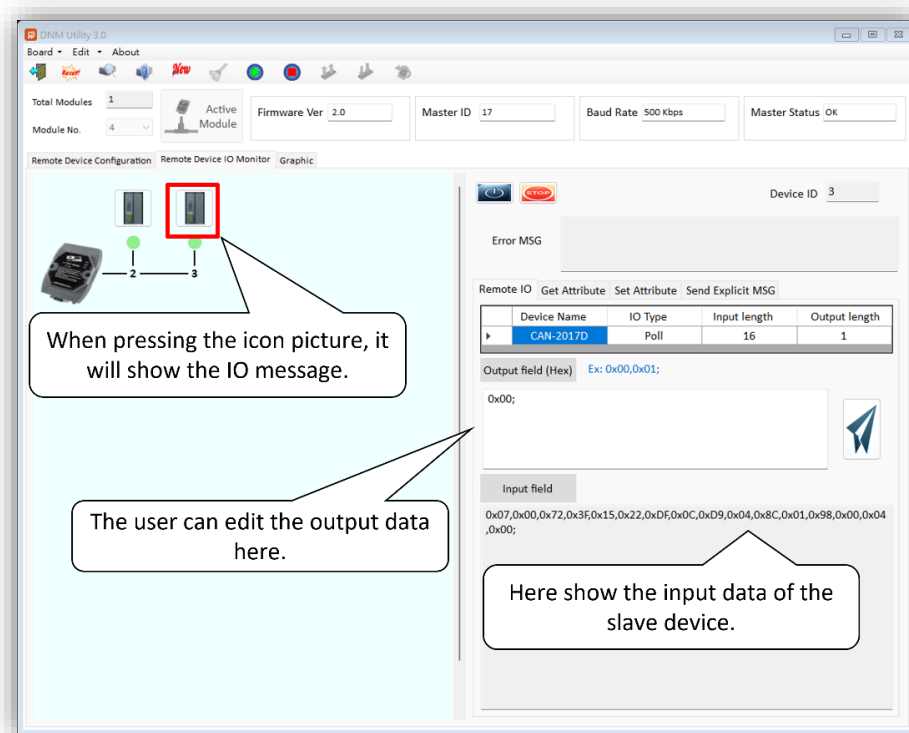 DNM Utility 3.0
Board Edit About
Reset! New
Total Modules 1
Module No. 4
Active
Module
Firmware Ver 2.0
Master ID 17
Baud Rate 500 Kbps
Master Status OK
Remote Device Configuration Remote Device IO Monitor Graphic
2 3
When pressing the icon picture, it
will show the IO message.
The user can edit the output data
here.
STOP
Device ID 3
Error MSG
Remote IO Get Attribute Set Attribute Send Explicit MSG
Device Name IO Type Input length Output length
CAN-2017D Poll 16 1
Output field (Hex) Ex: 0x00,0x01;
0x00;
Input field
0x07,0x00,0x72,0x3F,0x15,0x22,0xDF,0x0C,0xD9,0x04,0x8C,0x01,0x98,0x00,0x04
,0x00;
Here show the input data of the
slave device.